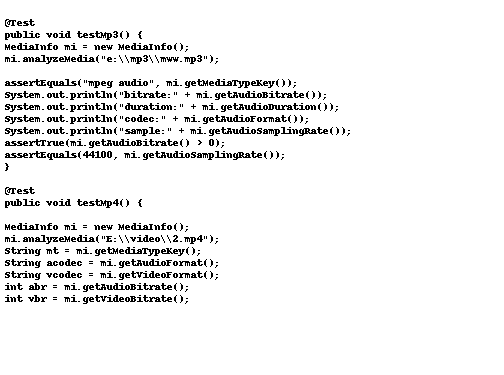 @Test
public void testMp3() {
MediaInfo mi = new MediaInfo();
mi.analyzeMedia("e:\\mp3\\mww.mp3");
assertEquals("mpeg audio", mi.getMediaTypeKey());
System.out.println("bitrate:" + mi.getAudioBitrate());
System.out.println("duration:" + mi.getAudioDuration());
System.out.println("codec:" + mi.getAudioFormat());
System.out.println("sample:" + mi.getAudioSamplingRate());
assertTrue(mi.getAudioBitrate() > 0);
assertEquals(44100, mi.getAudioSamplingRate());
}
@Test
public void testMp4() {
MediaInfo mi = new MediaInfo();
mi.analyzeMedia("E:\\video\\2.mp4");
String mt = mi.getMediaTypeKey();
String acodec = mi.getAudioFormat();
String vcodec = mi.getVideoFormat();
int abr = mi.getAudioBitrate();
int vbr = mi.getVideoBitrate();